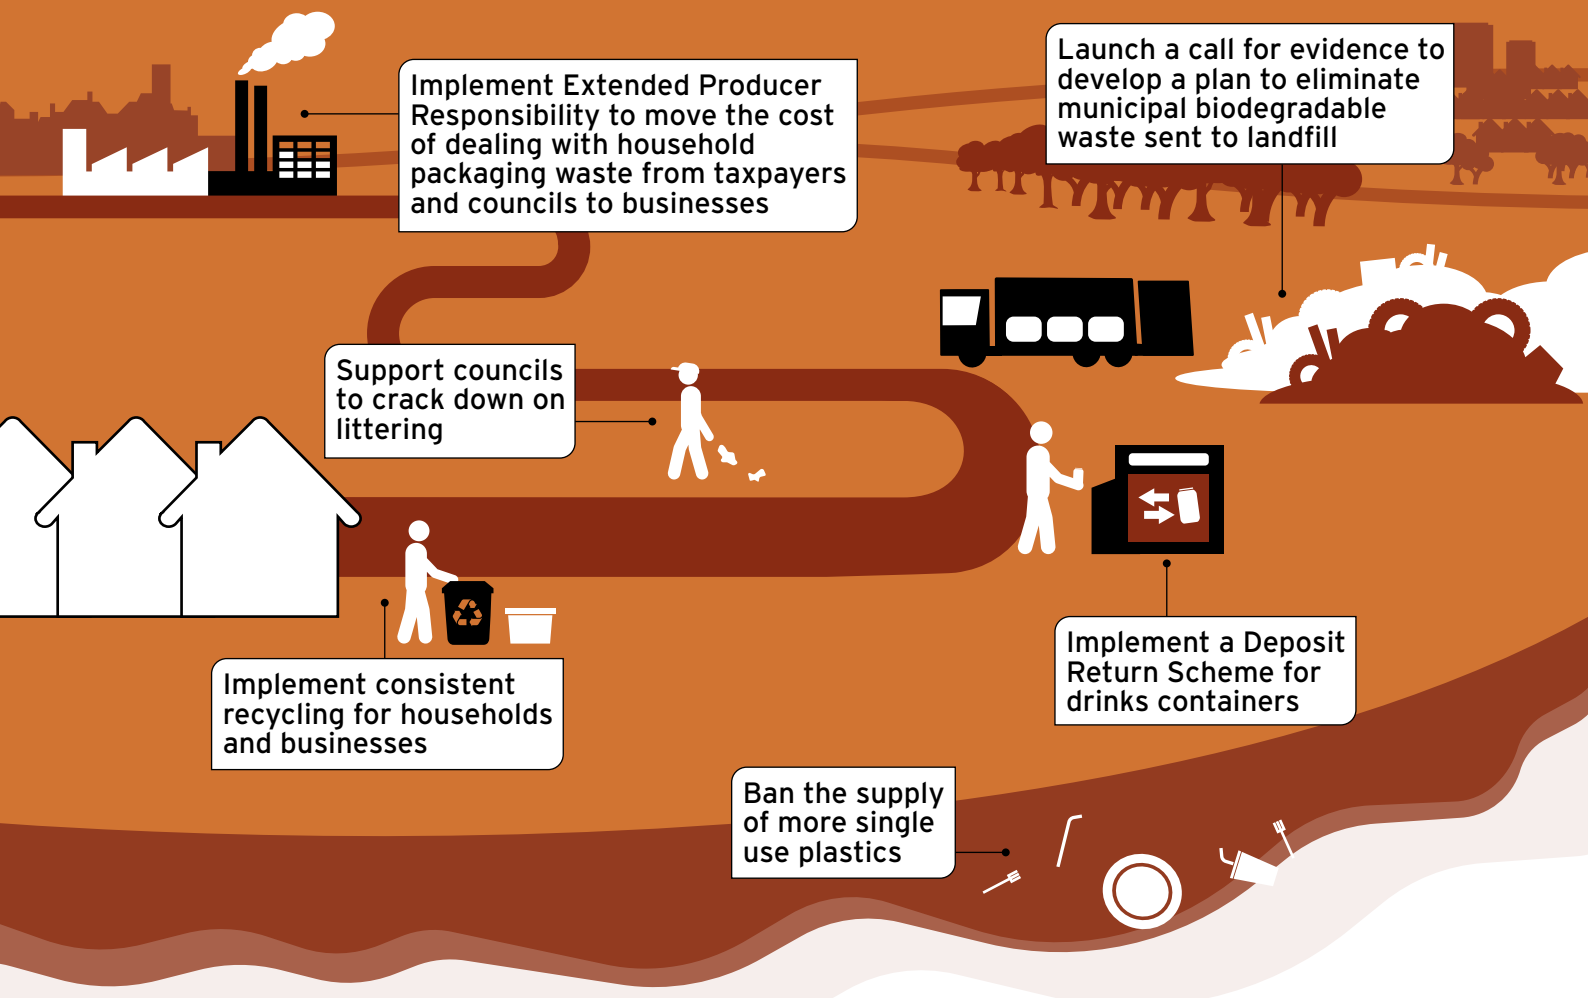 Implement Extended Producer
Responsibility to move the cost
of dealing with household
packaging waste from taxpayers
and councils to businesses
Launch a call for evidence to
develop a plan to eliminate
municipal biodegradable
waste sent to landfill
Support councils
to crack down on
littering
Implement consistent
recycling for households
and businesses
Implement a Deposit
Return Scheme for
drinks containers
Ban the supply
of more single
use plastics